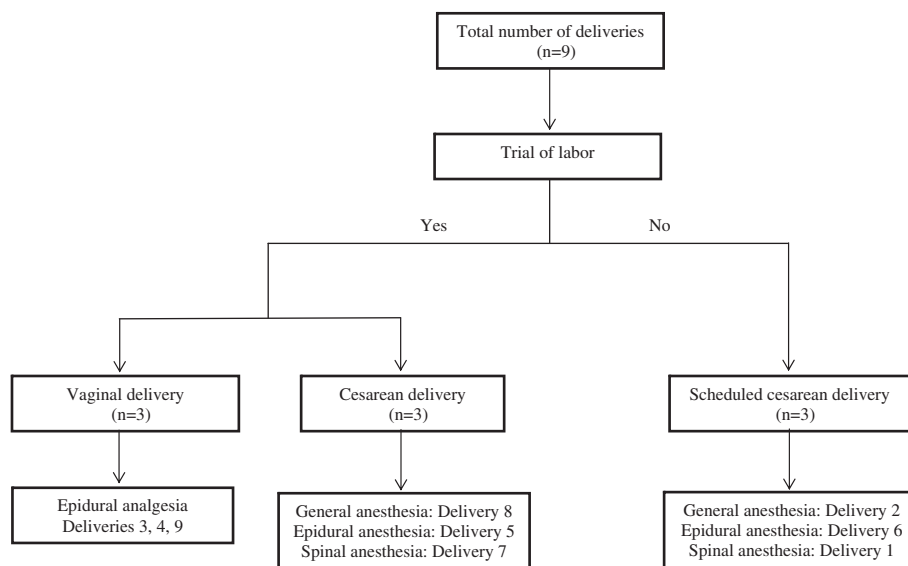 Total number of deliveries
(n=9)
Trial of labor
Yes
No
Vaginal delivery
(n=3)
Cesarean delivery
(n=3)
Scheduled cesarean delivery
(n=3)
Epidural analgesia
Deliveries 3, 4, 9
General anesthesia: Delivery 8
Epidural anesthesia: Delivery 5
Spinal anesthesia: Delivery 7
General anesthesia: Delivery 2
Epidural anesthesia: Delivery 6
Spinal anesthesia: Delivery 1